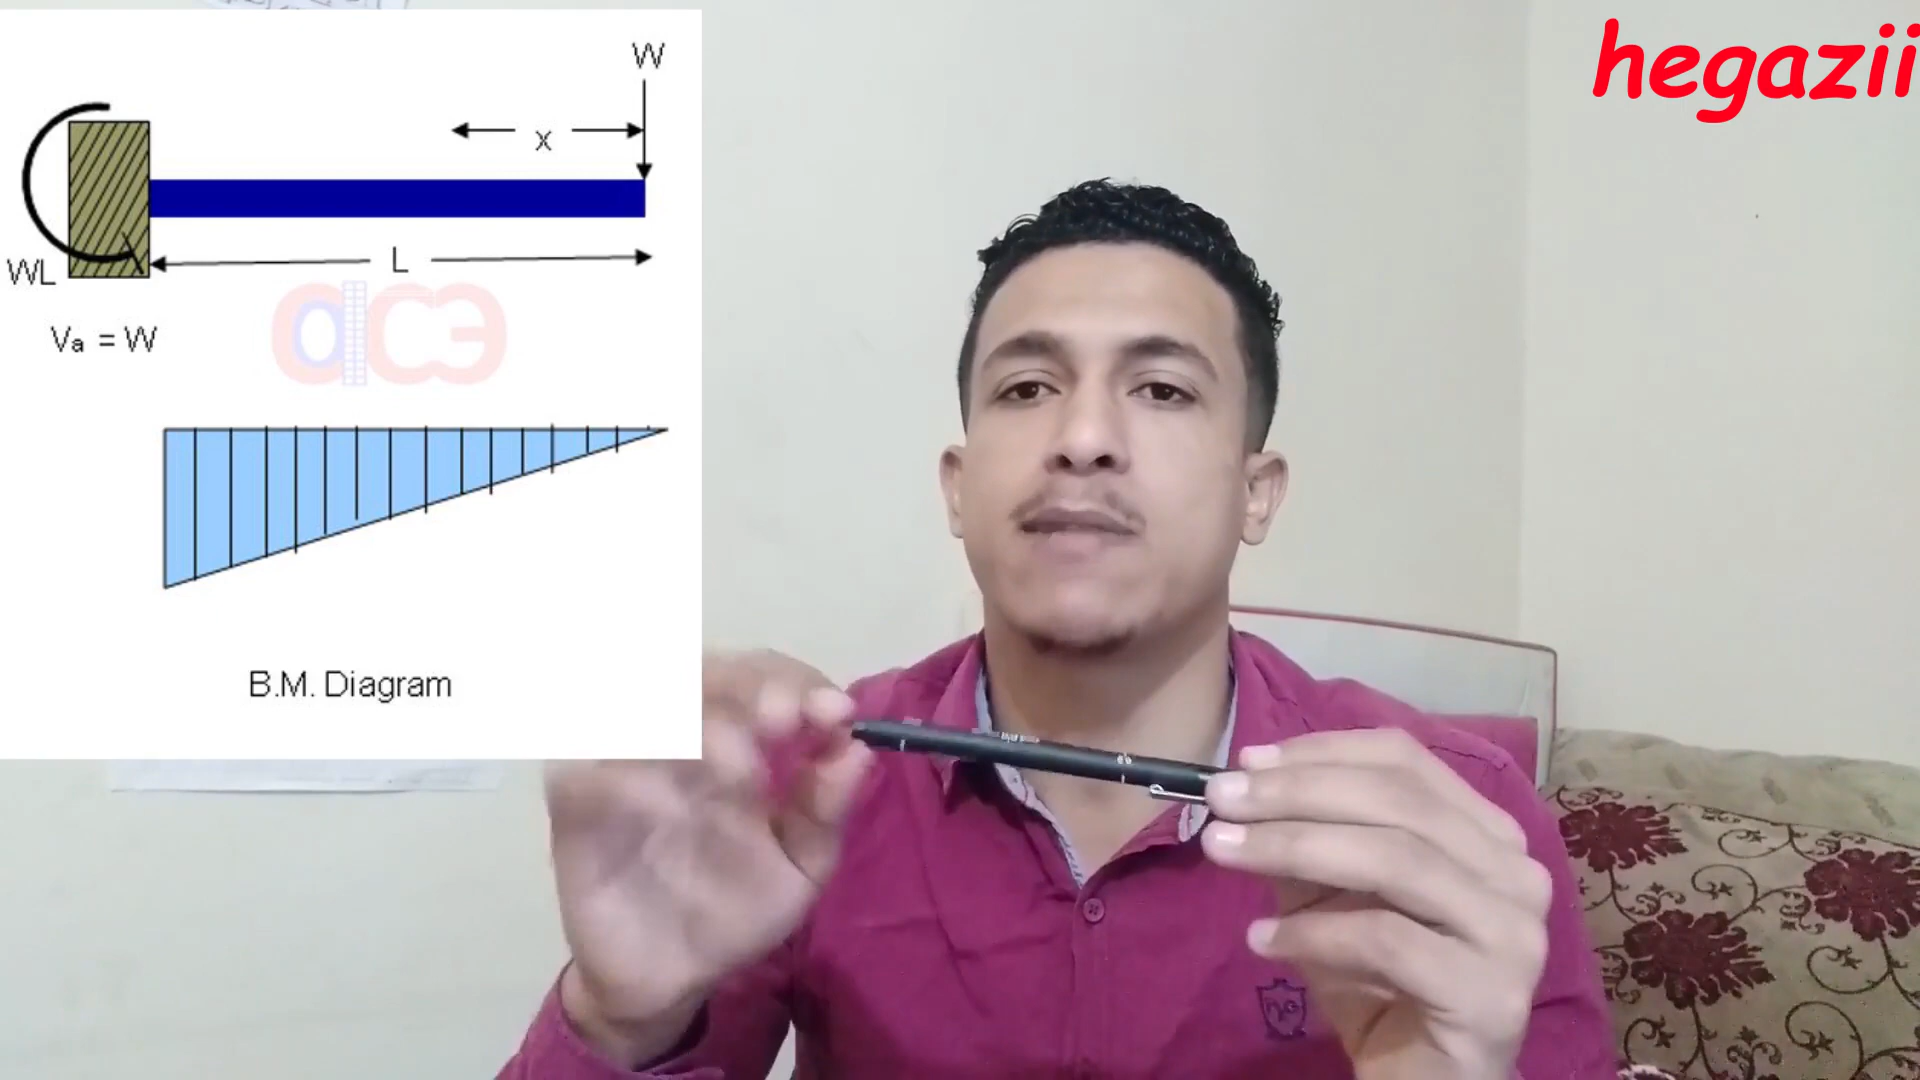 hegazii
W
x
L
WL
Va = W
B.M. Diagram